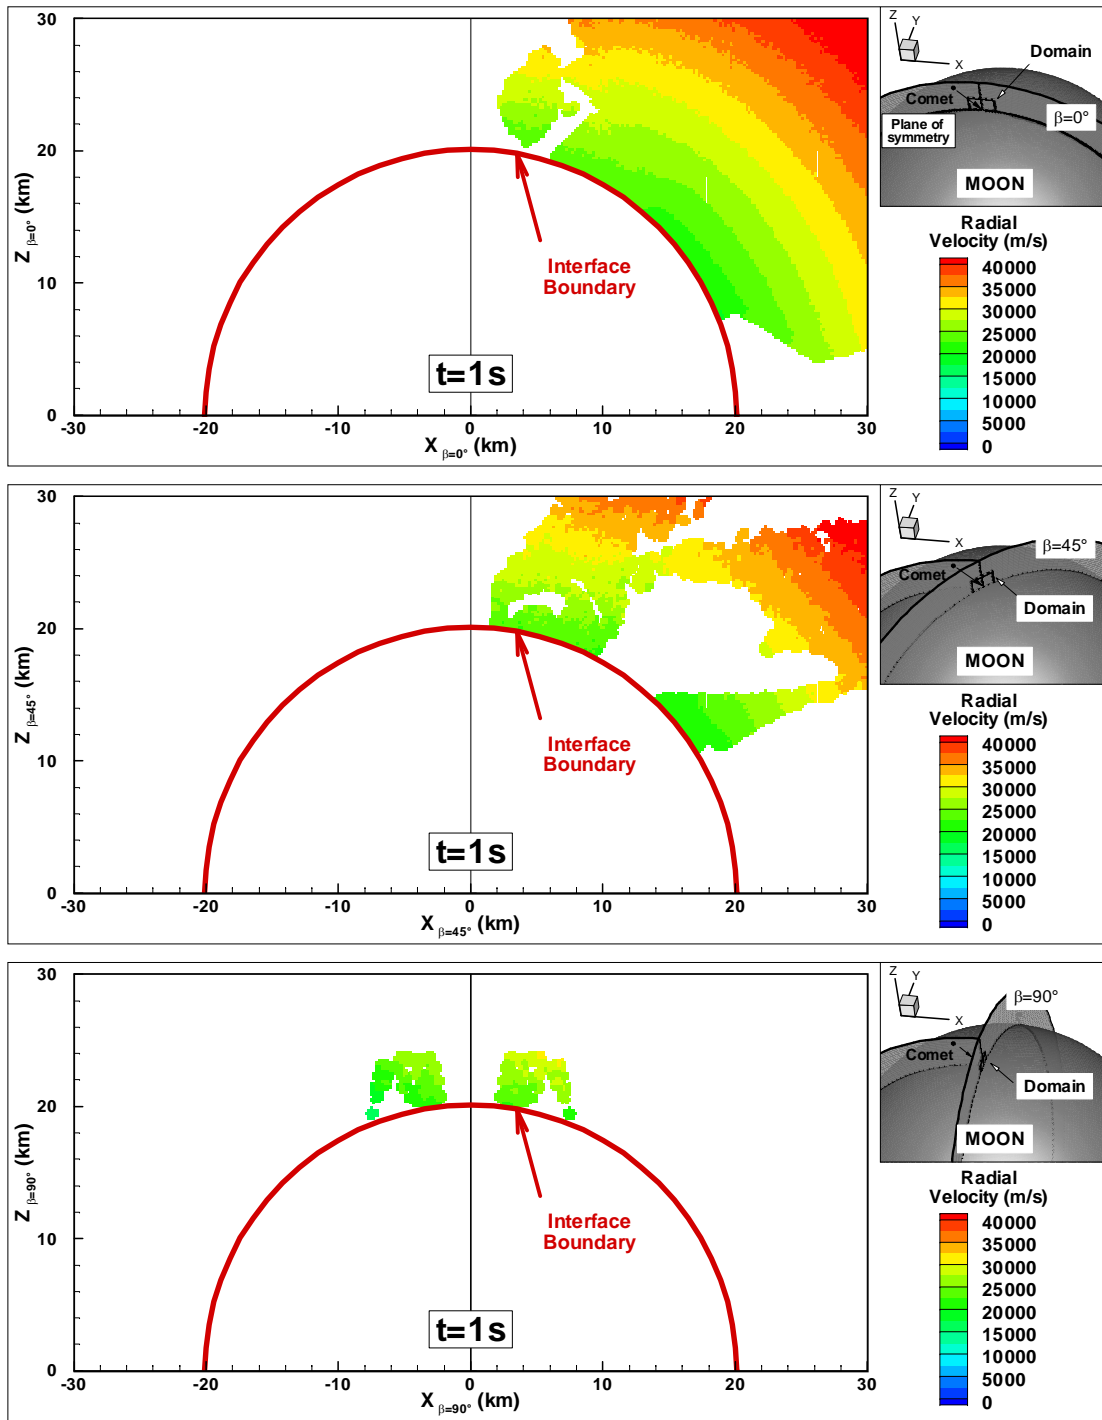 30
20
10
0
Z β=0° (km)
-30 -20 -10 0 10 20 30
X β=0° (km)
Interface
Boundary
t=1s
Z
Y
X
Domain
Comet
β=0°
Plane of
symmetry
MOON
Radial
Velocity (m/s)
40000
35000
30000
25000
20000
15000
10000
5000
0
30
20
10
0
Z β=45° (km)
-30 -20 -10 0 10 20 30
X β=45° (km)
Interface
Boundary
t=1s
Z
Y
X
β=45°
Comet
Domain
MOON
Radial
Velocity (m/s)
40000
35000
30000
25000
20000
15000
10000
5000
0
30
20
10
0
Z β=90° (km)
-30 -20 -10 0 10 20 30
X β=90° (km)
Interface
Boundary
t=1s
Z
Y
X
β=90°
Comet
Domain
MOON
Radial
Velocity (m/s)
40000
35000
30000
25000
20000
15000
10000
5000
0